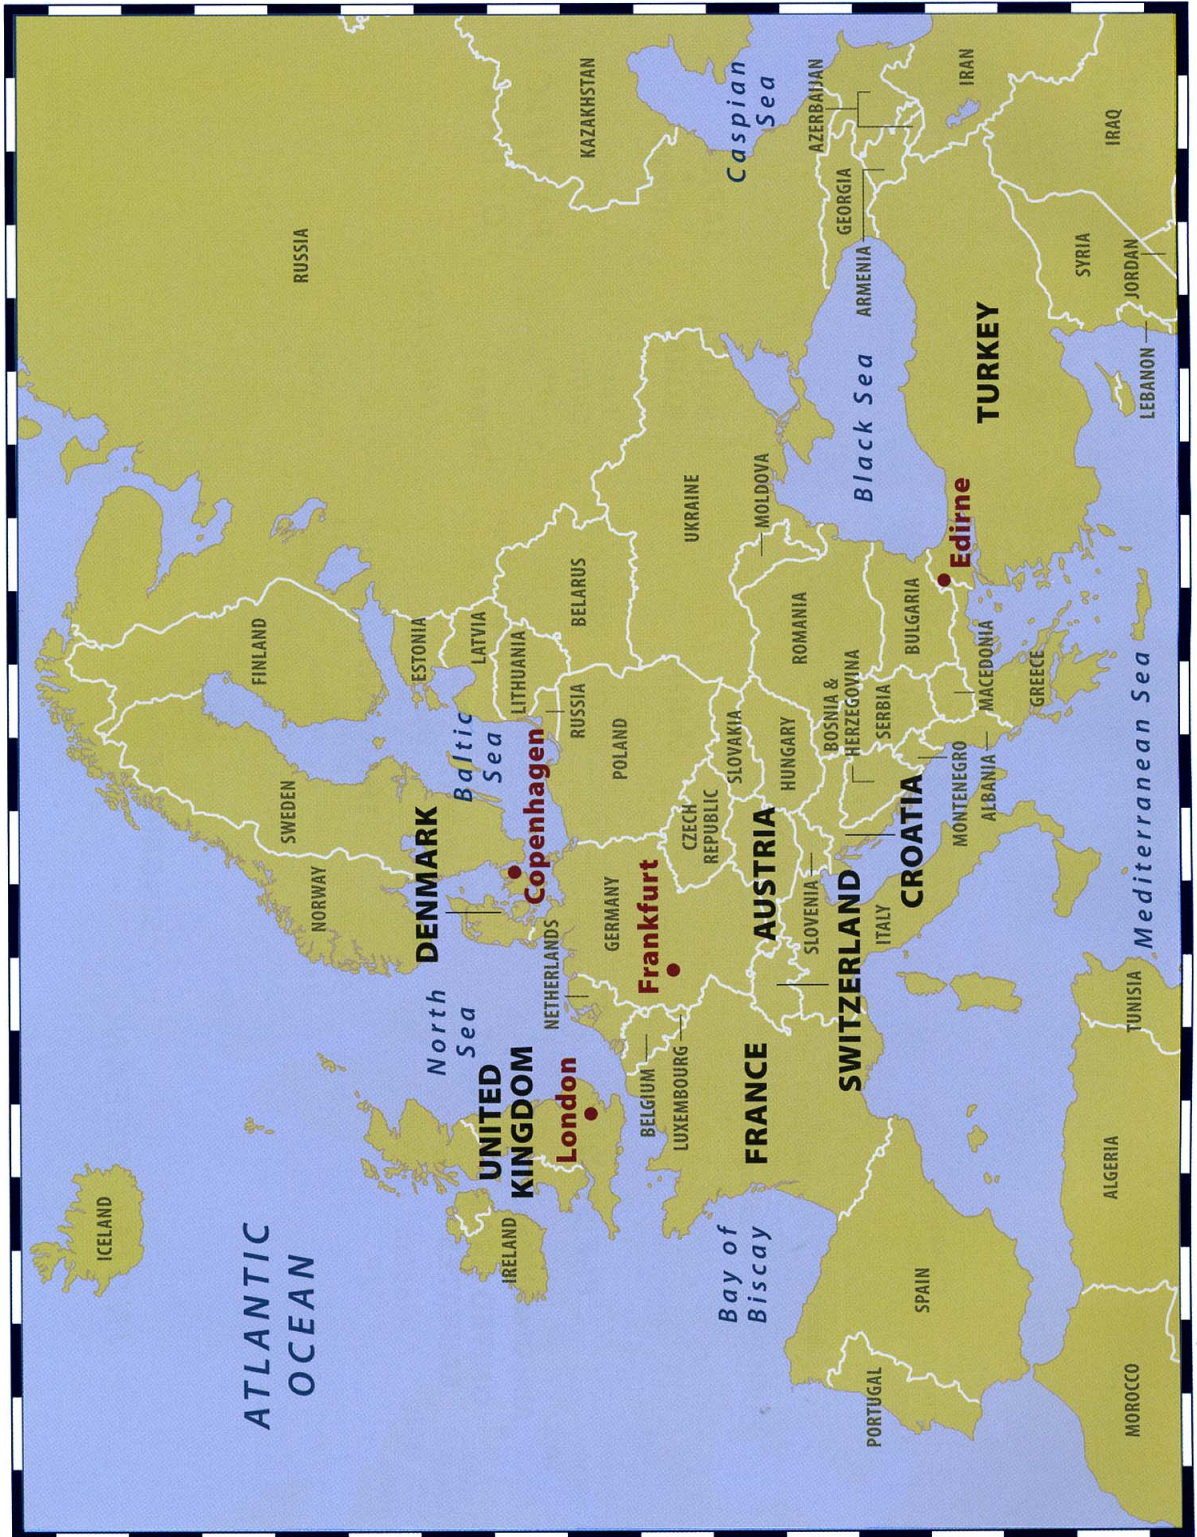 ICELAND
ATLANTIC
OCEAN
NORWAY
SWEDEN
FINLAND
RUSSIA
KAZAKHSTAN
North
Sea
DENMARK
Baltic
Sea
Copenhagen
ESTONIA
LATVIA
LITHUANIA
RUSSIA
BELARUS
IRELAND
UNITED
KINGDOM
London
NETHERLANDS
GERMANY
Frankfurt
POLAND
UKRAINE
BELGIUM
LUXEMBOURG
CZECH
REPUBLIC
SLOVAKIA
MOLDOVA
Bay of
Biscay
FRANCE
AUSTRIA
HUNGARY
ROMANIA
Caspian
Sea
SWITZERLAND
SLOVENIA
BOSNIA &
HERZEGOVINA
SERBIA
Black Sea
GEORGIA
AZERBAIJAN
ARMENIA
PORTUGAL
SPAIN
ITALY
CROATIA
MONTENEGRO
ALBANIA
MACEDONIA
BULGARIA
Edirne
TURKEY
IRAN
GREECE
SYRIA
IRAQ
MOROCCO
ALGERIA
TUNISIA
Mediterranean Sea
LEBANON
JORDAN